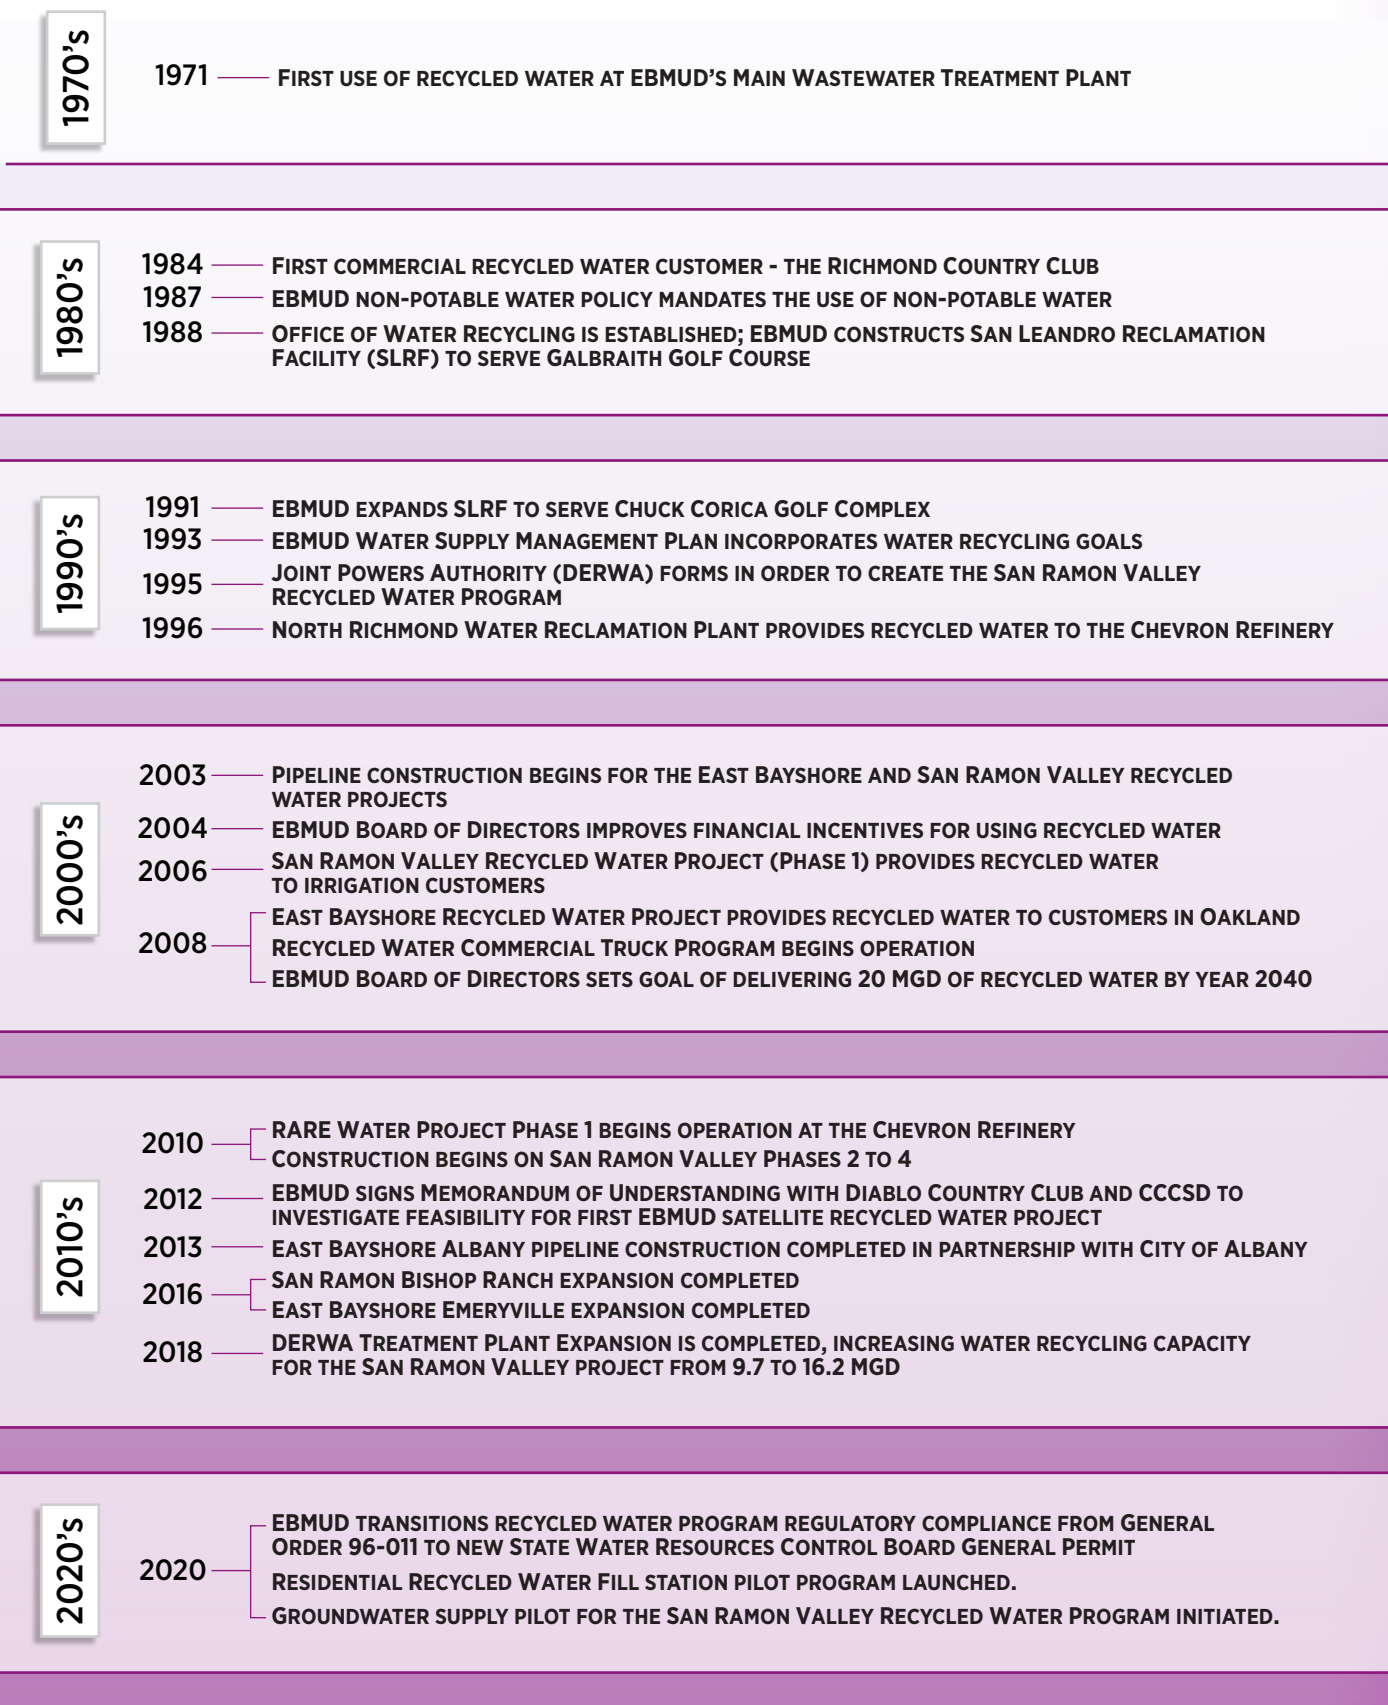 1970's
1971 First use of recycled water at EBMUD's Main Wastewater Treatment Plant
1980's
1984 First commercial recycled water customer - the Richmond Country Club
1987 EBMUD non-potable water policy mandates the use of non-potable water
1988 Office of Water Recycling is established; EBMUD constructs San Leandro Reclamation
Facility (SLRF) to serve Galbraith Golf Course
1990's
1991 EBMUD expands SLRF to serve Chuck Corica Golf Complex
1993 EBMUD Water Supply Management Plan incorporates water recycling goals
1995 Joint Powers Authority (DERWA) forms in order to create the San Ramon Valley
Recycled Water Program
1996 North Richmond Water Reclamation Plant provides recycled water to the Chevron Refinery
2000's
2003 Pipeline construction begins for the East Bayshore and San Ramon Valley recycled
water projects
2004 EBMUD Board of Directors improves financial incentives for using recycled water
2006 San Ramon Valley Recycled Water Project (Phase 1) provides recycled water
to irrigation customers
2008 East Bayshore Recycled Water Project provides recycled water to customers in Oakland
Recycled Water Commercial Truck Program begins operation
EBMUD Board of Directors sets goal of delivering 20 MGD of recycled water by year 2040
2010's
2010 RARE Water Project Phase 1 begins operation at the Chevron Refinery
Construction begins on San Ramon Valley Phases 2 to 4
2012 EBMUD signs Memorandum of Understanding with Diablo Country Club and CCCSD to
investigate feasibility for first EBMUD satellite recycled water project
2013 East Bayshore Albany pipeline construction completed in partnership with City of Albany
2016 San Ramon Bishop Ranch expansion completed
East Bayshore Emeryville expansion completed
2018 DERWA Treatment Plant Expansion is completed, increasing water recycling capacity
for the San Ramon Valley project from 9.7 to 16.2 MGD
2020's
2020 EBMUD transitions recycled water program regulatory compliance from General
Order 96-011 to new State Water Resources Control Board General Permit
Residential Recycled Water Fill station pilot program launched.
Groundwater supply pilot for the San Ramon Valley Recycled Water Program initiated.